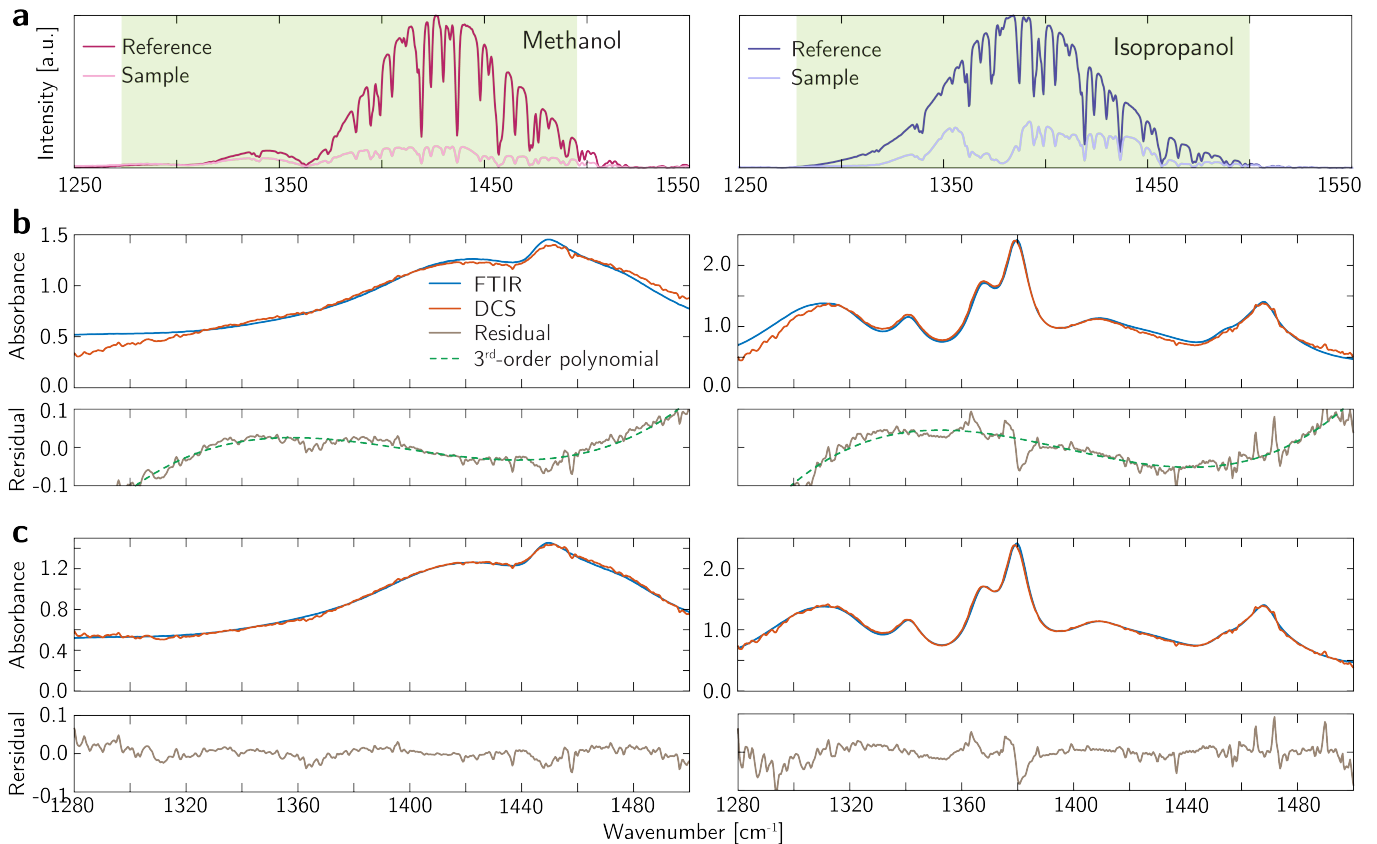 a
Intensity [a.u.]
Reference
Sample
Methanol
1250
1350
1450
1550
Reference
Sample
Isopropanol
1250
1350
1450
1550
b
Absorbance
1.5
1.0
0.5
0.0
FTIR
DCS
Residual
3rd-order polynomial
2.0
1.0
0.0
Rersidual
0.1
0.0
-0.1
c
Absorbance
1.2
0.8
0.4
0.0
2.0
1.0
0.0
Rersidual
0.1
0.0
-0.1
1280
1320
1360
1400
1440
1480
1280
1320
1360
1400
1440
1480
Wavenumber [cm-1]